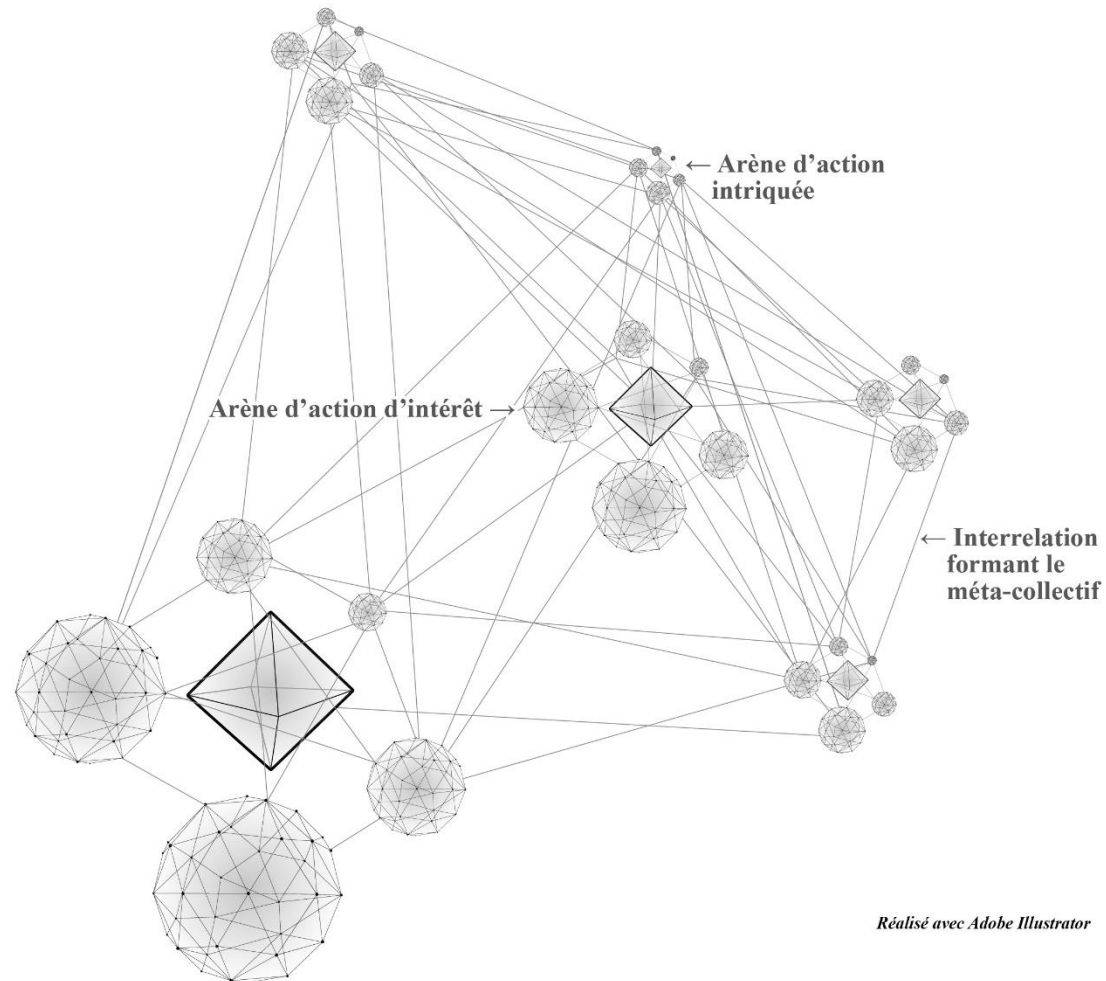 ← Arène d’action
intriquée
Arène d’action d’intérêt →
← Interrelation
formant le
méta-collectif
Réalisé avec Adobe Illustrator